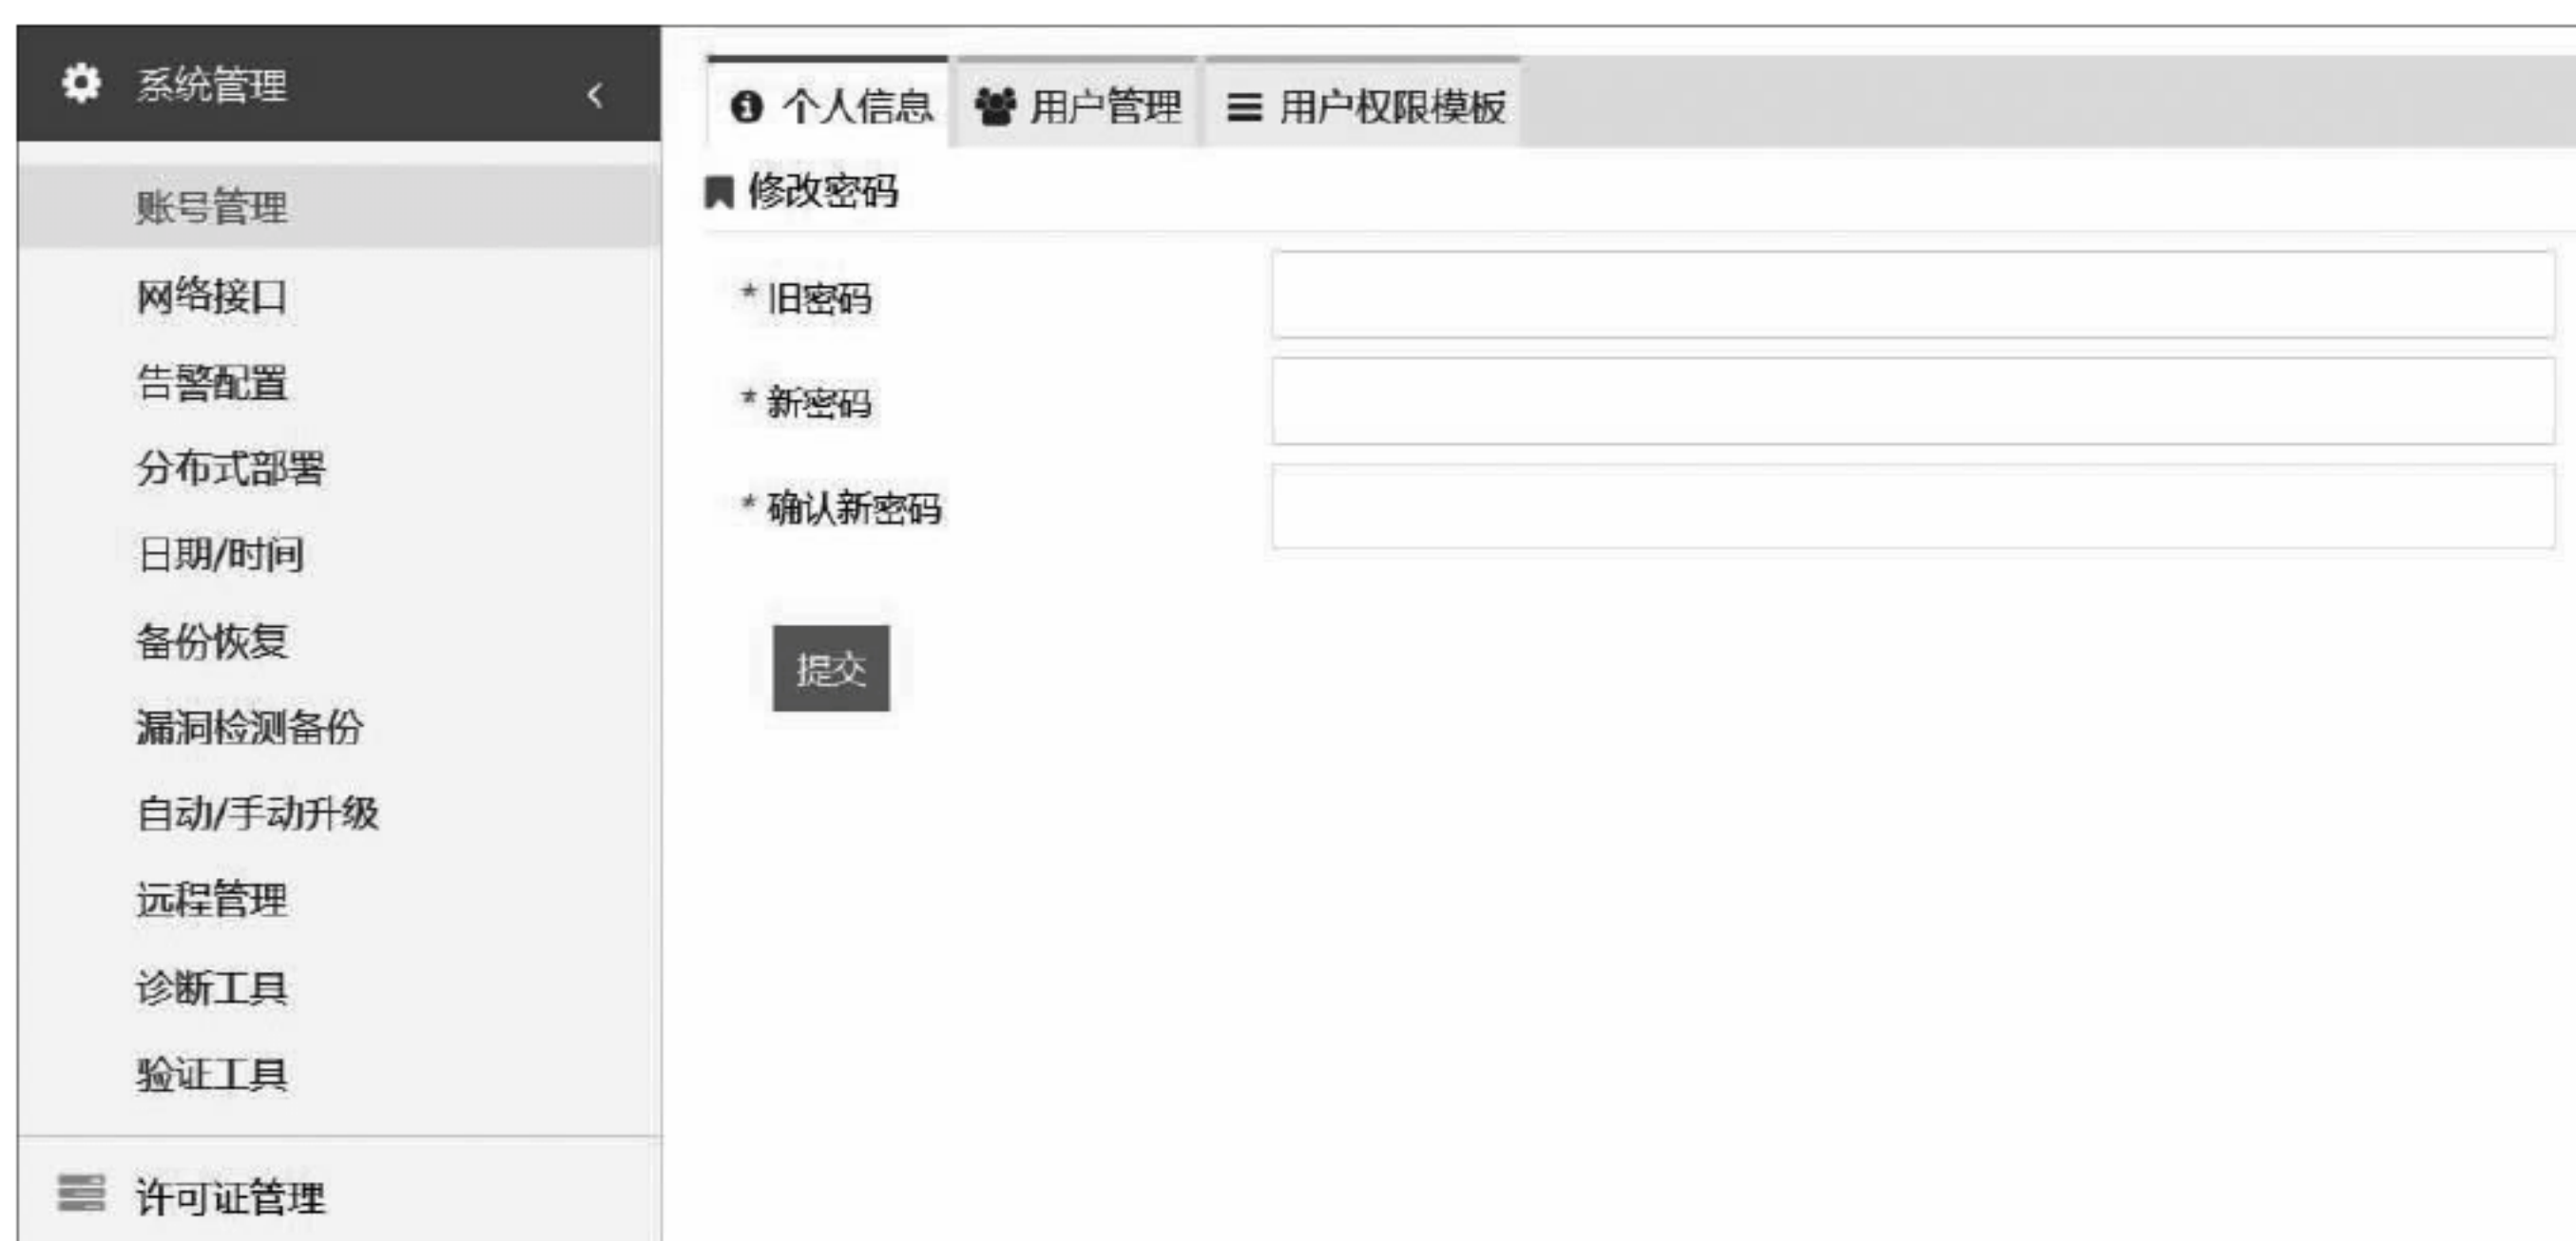 系统管理
账号管理
网络接口
告警配置
分布式部署
日期/时间
备份恢复
漏洞检测备份
自动/手动升级
远程管理
诊断工具
验证工具
许可证管理
个人信息 用户管理 用户权限模板
修改密码
* 旧密码
* 新密码
* 确认新密码
提交